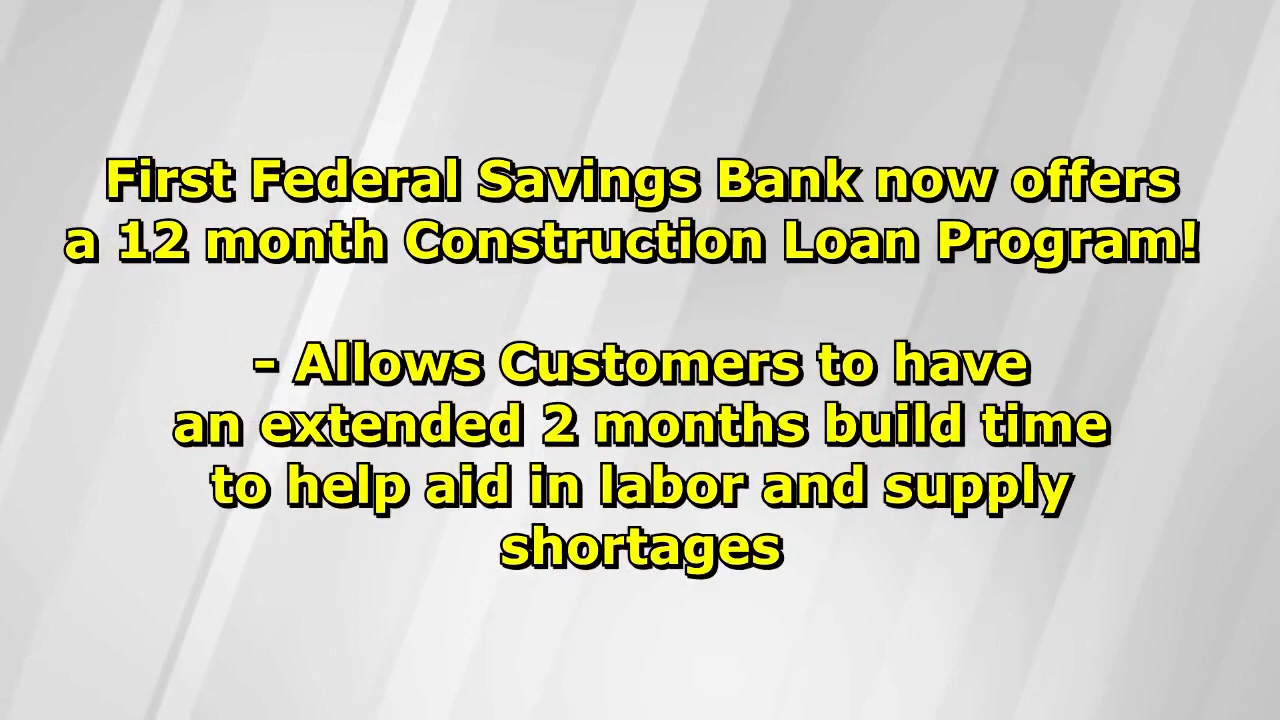 First Federal Savings Bank now offers
a 12 month Construction Loan Program!
- Allows Customers to have
an extended 2 months build time
to help aid in labor and supply
shortages